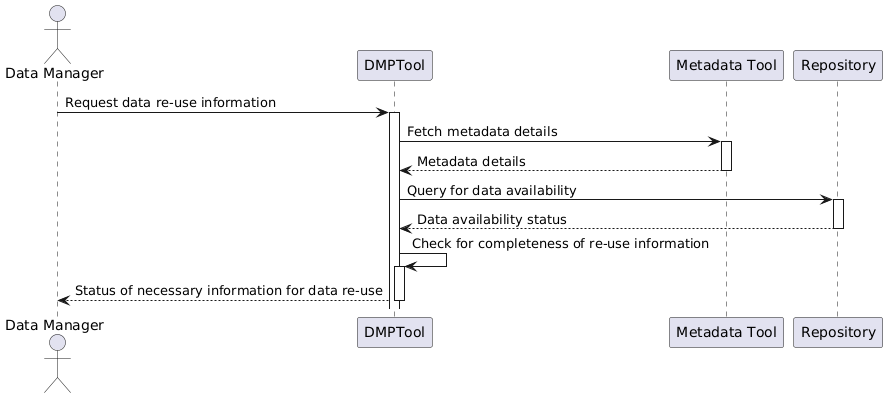 Data Manager
DMPTool
Metadata Tool
Repository
Request data re-use information
Fetch metadata details
Metadata details
Query for data availability
Data availability status
Check for completeness of re-use information
Status of necessary information for data re-use
Data Manager
DMPTool
Metadata Tool
Repository